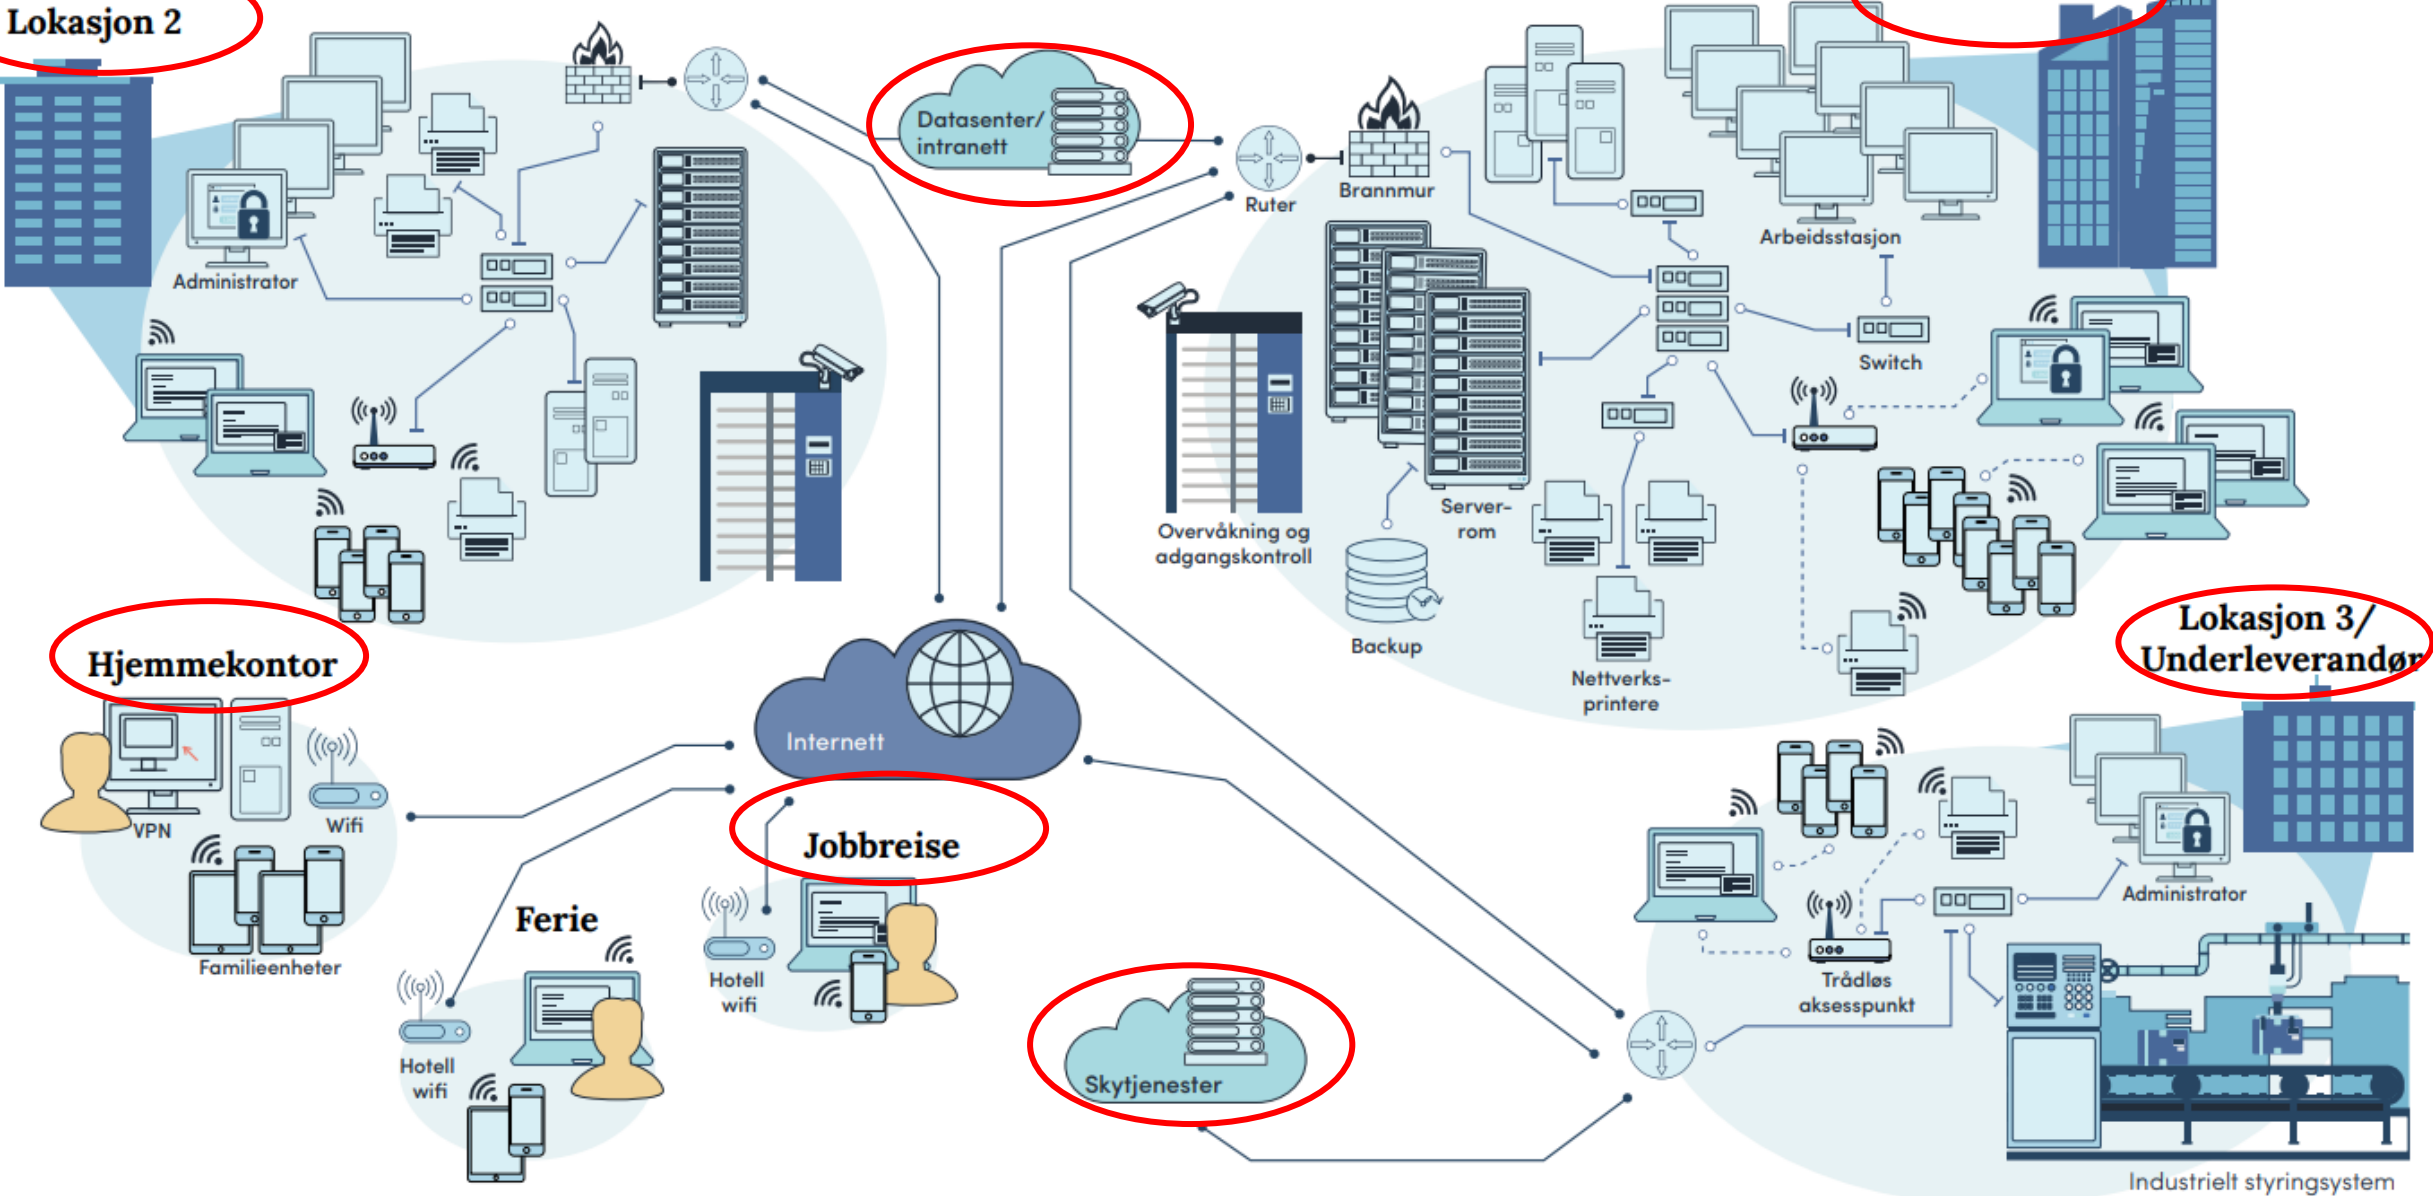 Lokasjon 2
Datasenter/
intranett
Administrator
Ruter
Brannmur
Arbeidsstasjon
Switch
Overvåkning og
adgangskontroll
Server-
rom
Backup
Nettverks-
printere
Hjemmekontor
VPN
Wifi
Familieenheter
Internett
Jobbreise
Hotell
wifi
Ferie
Hotell
wifi
Skytjenester
Lokasjon 3/
Underleverandør
Administrator
Trådløs
aksesspunkt
Industrielt styringsystem